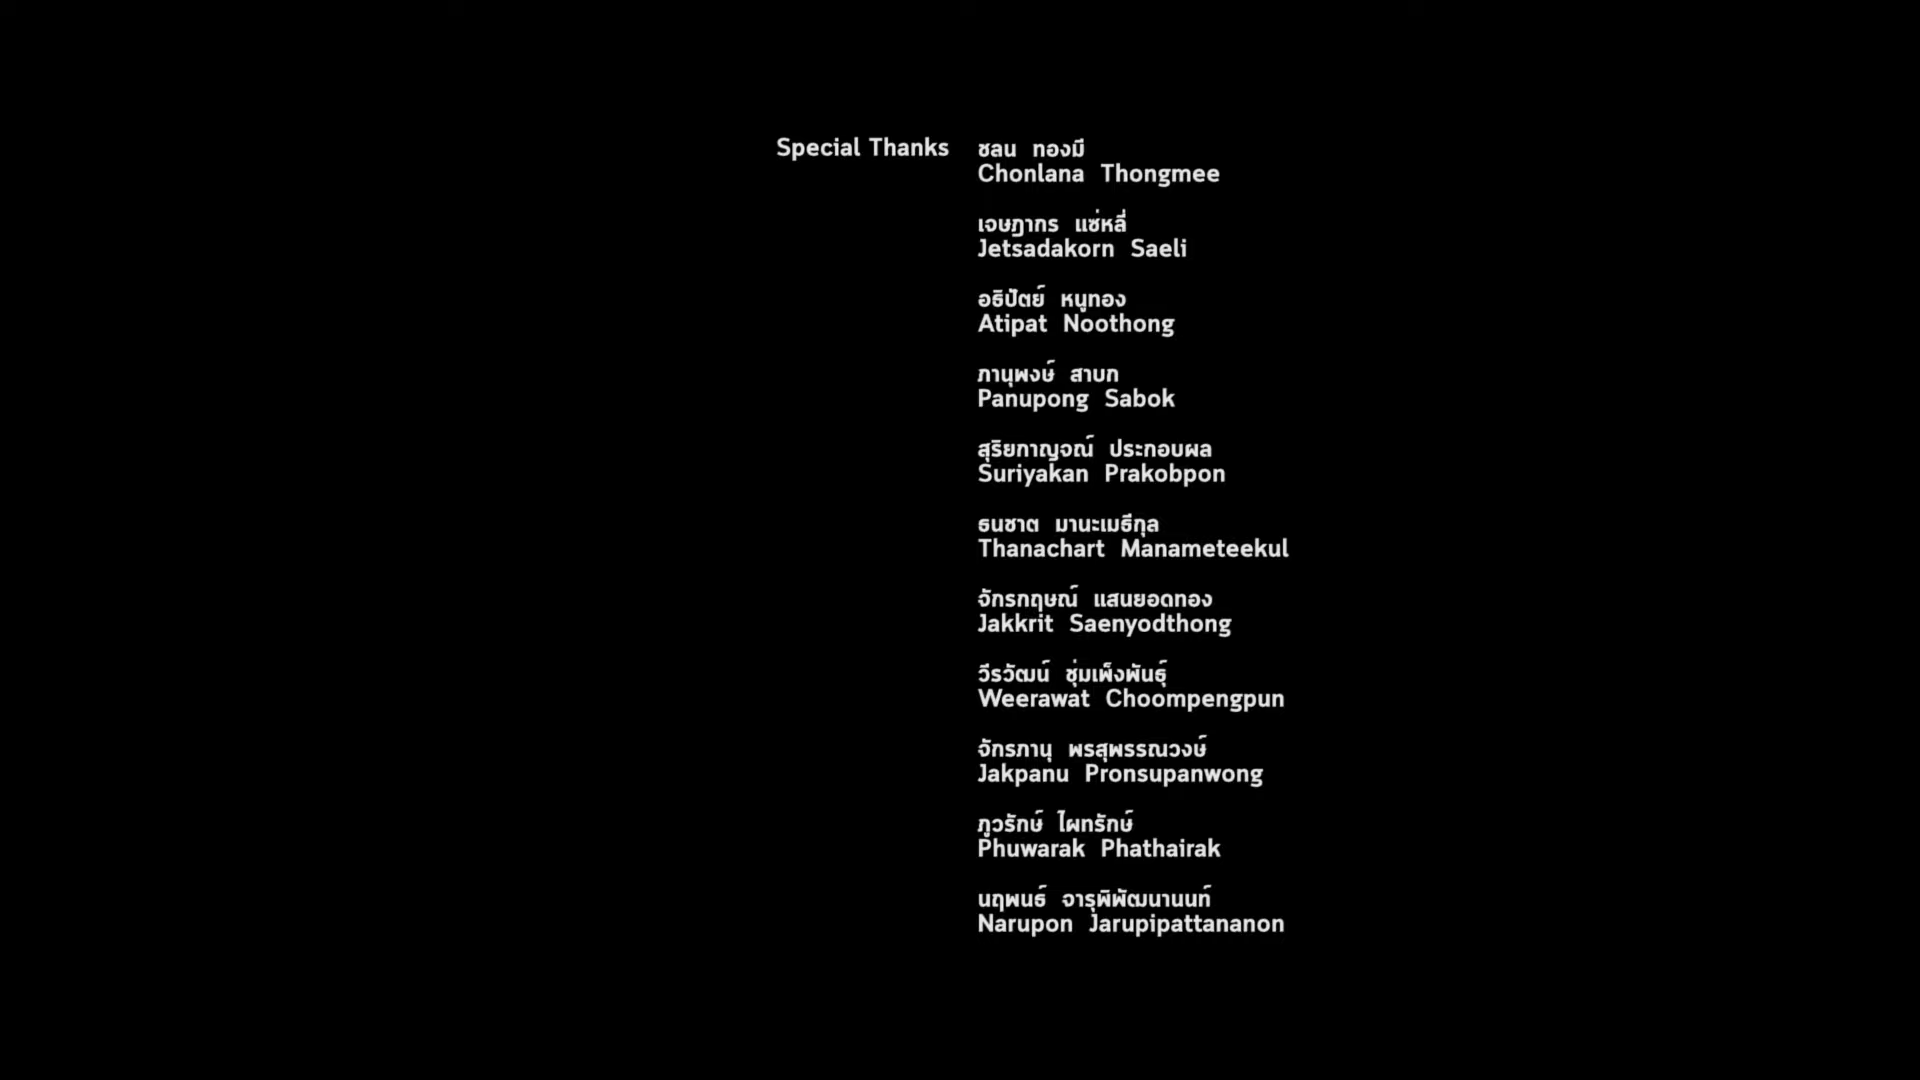 Special Thanks ชลน ทองมี
Chonlana Thongmee
เจษฎากร แซ่หลี่
Jetsadakorn Saeli
อธิปัตย์ หนูทอง
Atipat Noothong
ภานุพงษ์ สาบก
Panupong Sabok
สุริยกาญจณ์ ประกอบผล
Suriyakan Prakobpon
ธนชาต มานะเมธีกุล
Thanachart Manameteekul
จักรกฤษณ์ แสนยอดทอง
Jakkrit Saenyodthong
วีรวัฒน์ ชุ่มเพ็งพันธุ์
Weerawat Choompengpun
จักรภานุ พรสุพรรณวงษ์
Jakpanu Pronsupanwong
ภูวรักษ์ ไผทรักษ์
Phuwarak Phathairak
นฤพนธ์ จารุพิพัฒนานนท์
Narupon Jarupipattananon